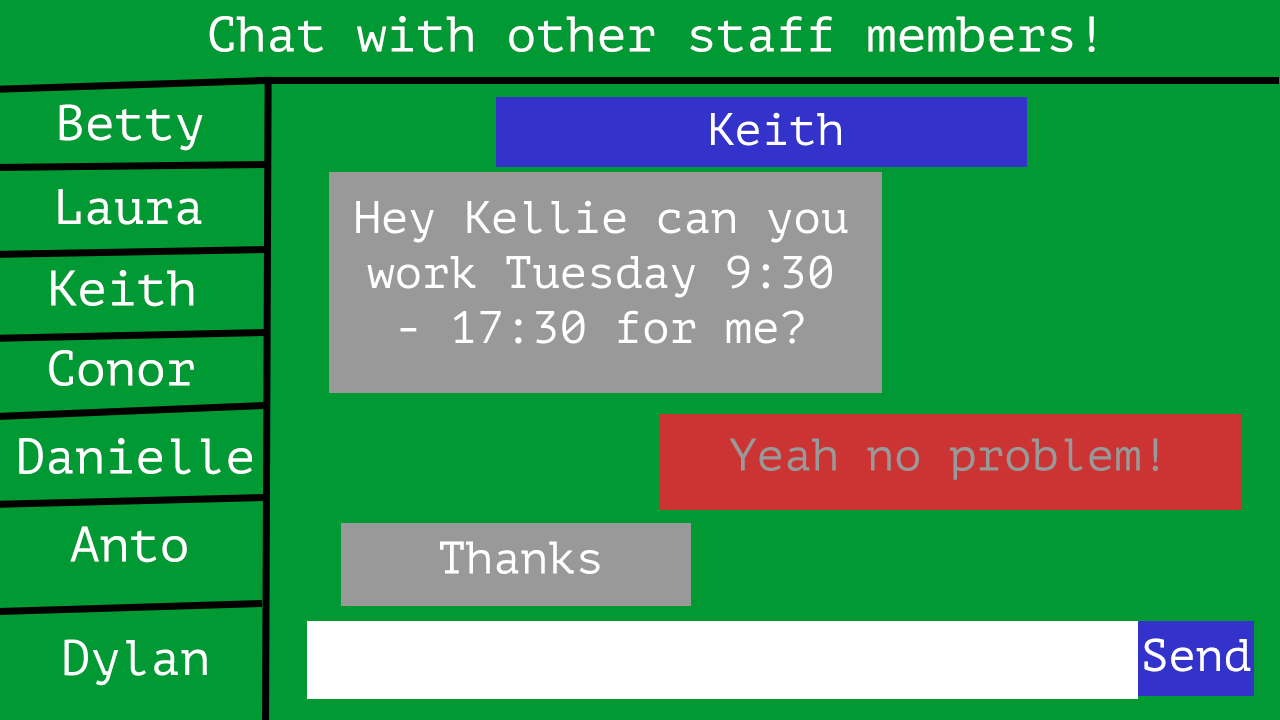 Chat with other staff members!
Betty
Laura
Keith
Conor
Danielle
Anto
Dylan
Keith
Hey Kellie can you
work Tuesday 9:30
- 17:30 for me?
Yeah no problem!
Thanks
Send